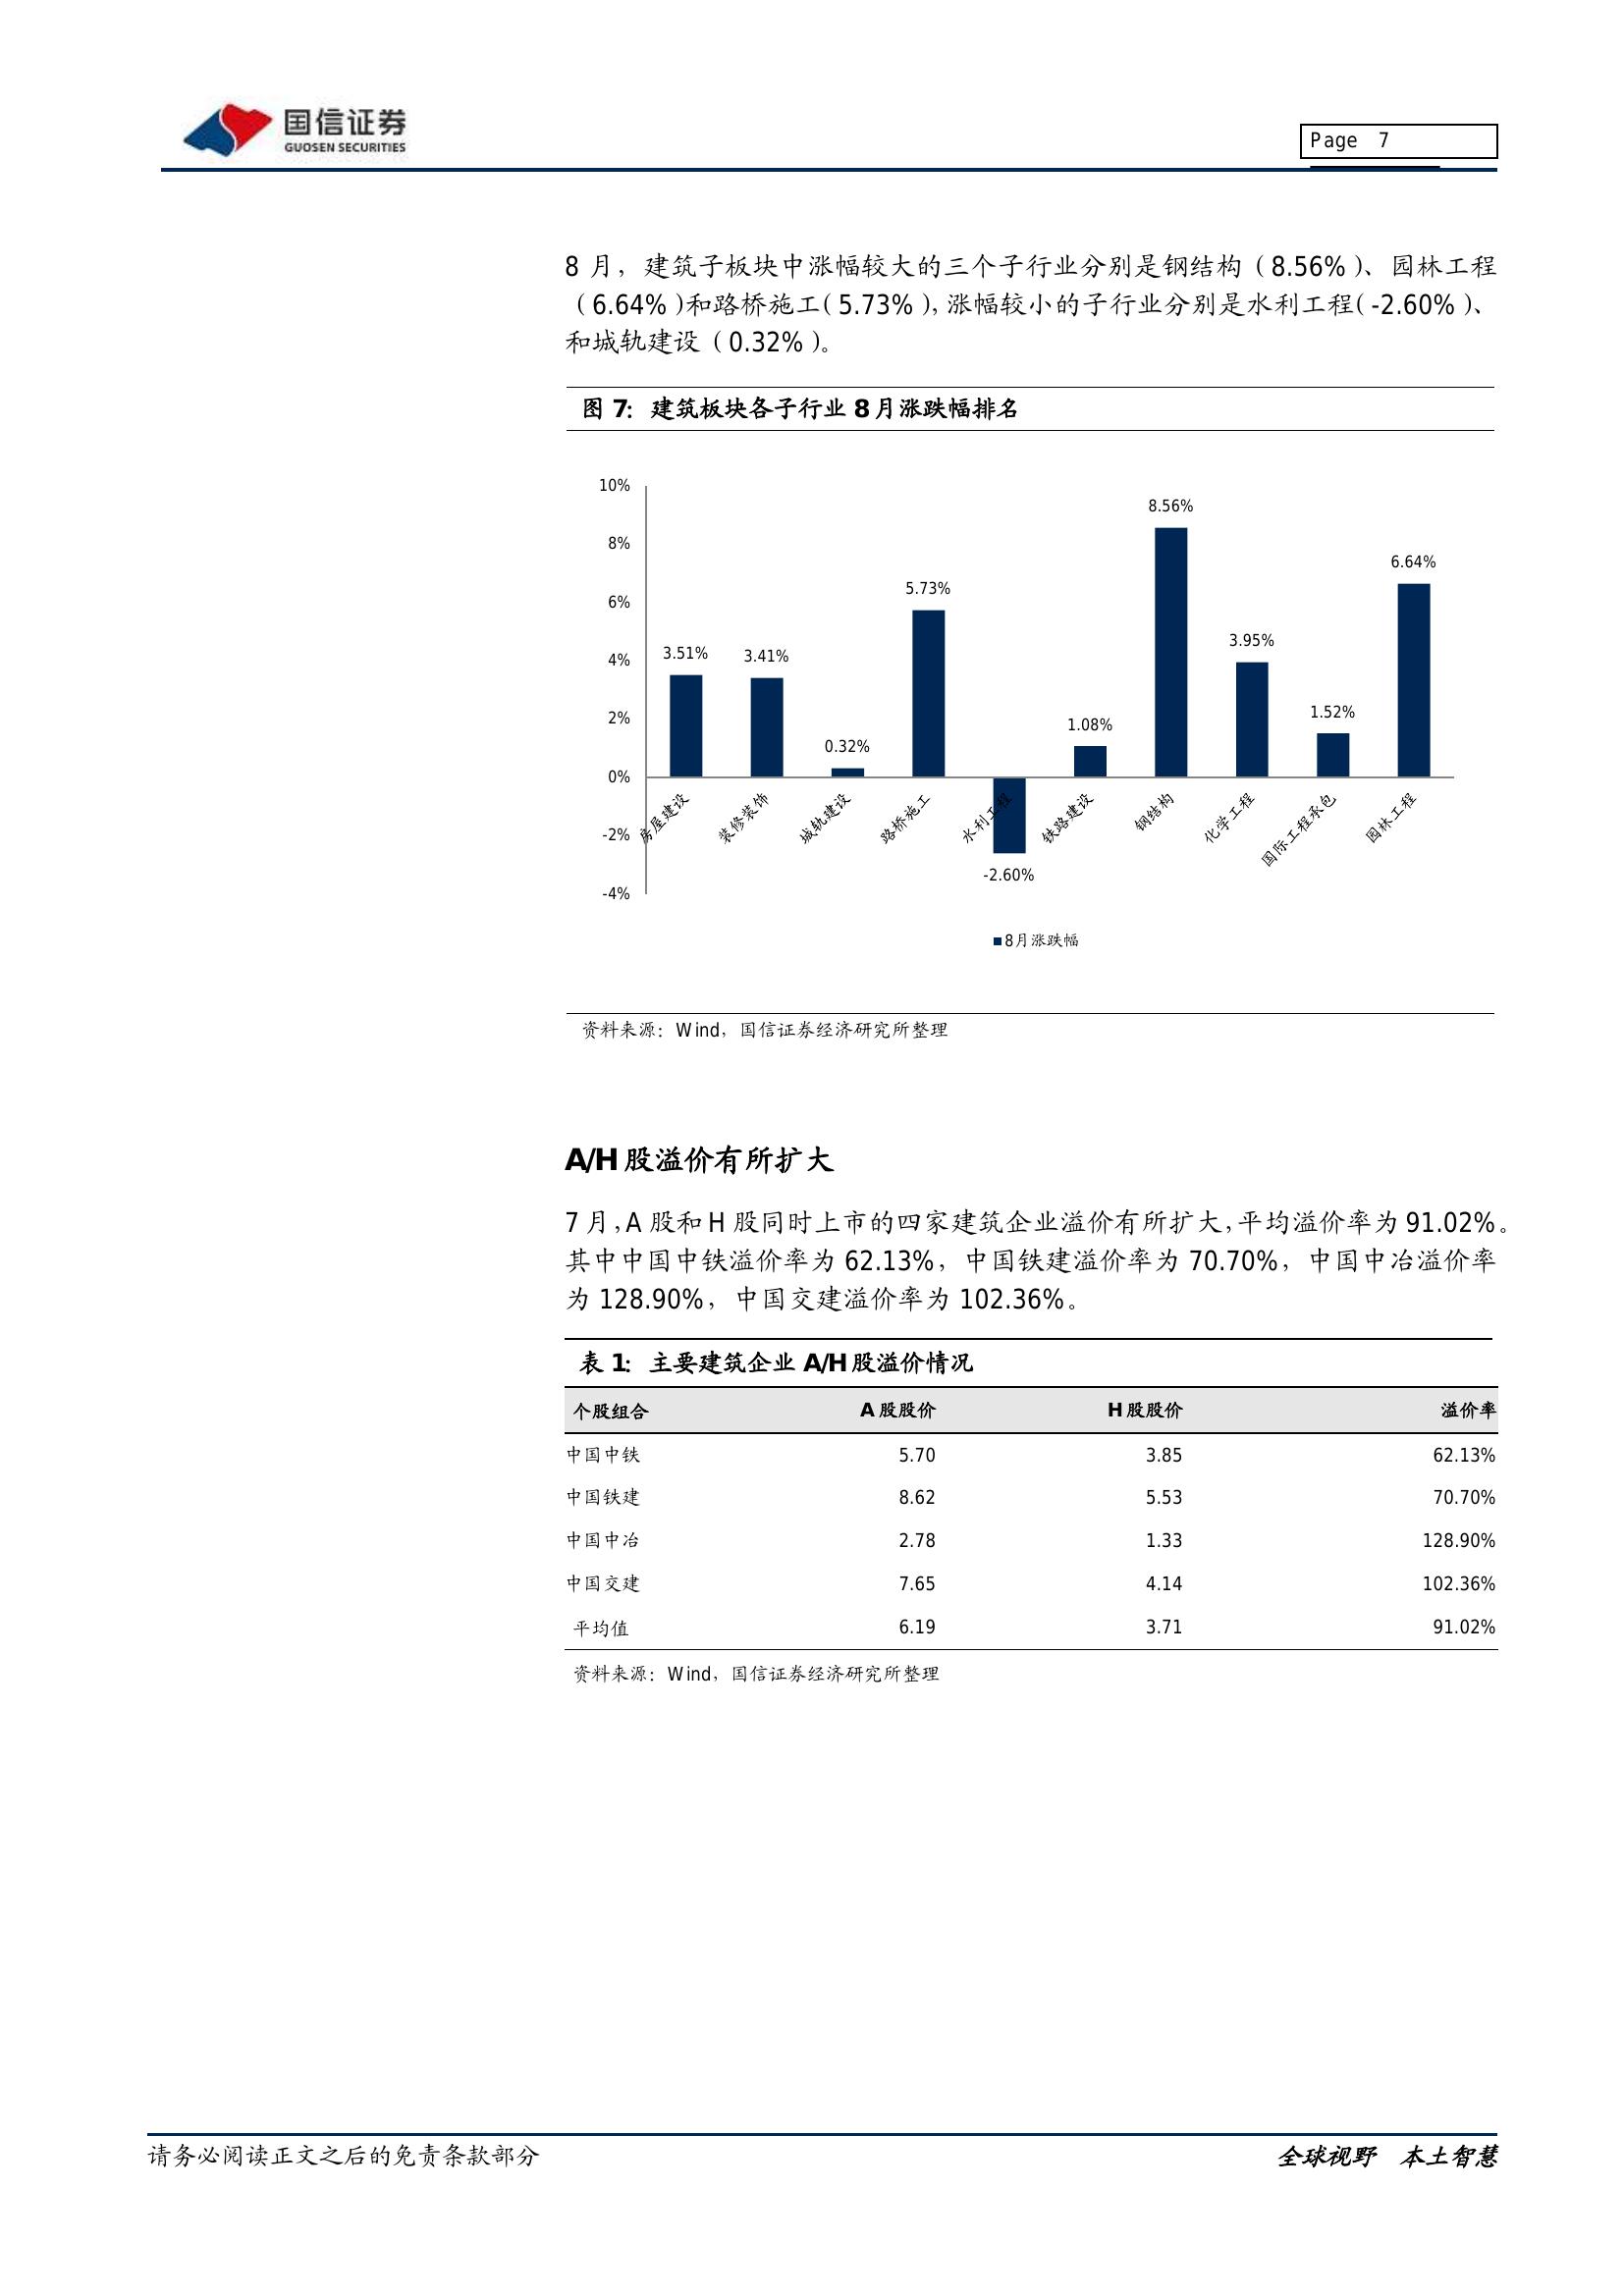 国信证券
GUOSEN SECURITIES
Page 7
8 月，建筑子板块中涨幅较大的三个子行业分别是钢结构（8.56%）、园林工程
（6.64%）和路桥施工（5.73%），涨幅较小的子行业分别是水利工程（-2.60%）、
和城轨建设（0.32%）。
图 7：建筑板块各子行业 8 月涨跌幅排名
10%
8%
6%
4%
2%
0%
-2%
-4%
3.51%
3.41%
0.32%
5.73%
-2.60%
1.08%
8.56%
3.95%
1.52%
6.64%
房屋建设
装修装饰
城轨建设
路桥施工
水利工程
铁路建设
钢结构
化学工程
国际工程承包
园林工程
8月涨跌幅
资料来源：Wind，国信证券经济研究所整理
A/H 股溢价有所扩大
7 月，A 股和 H 股同时上市的四家建筑企业溢价有所扩大，平均溢价率为 91.02%。
其中中国中铁溢价率为 62.13%，中国铁建溢价率为 70.70%，中国中冶溢价率
为 128.90%，中国交建溢价率为 102.36%。
表 1：主要建筑企业 A/H 股溢价情况
个股组合 A 股股价 H 股股价 溢价率
中国中铁 5.70 3.85 62.13%
中国铁建 8.62 5.53 70.70%
中国中冶 2.78 1.33 128.90%
中国交建 7.65 4.14 102.36%
平均值 6.19 3.71 91.02%
资料来源：Wind，国信证券经济研究所整理
请务必阅读正文之后的免责条款部分
全球视野 本土智慧